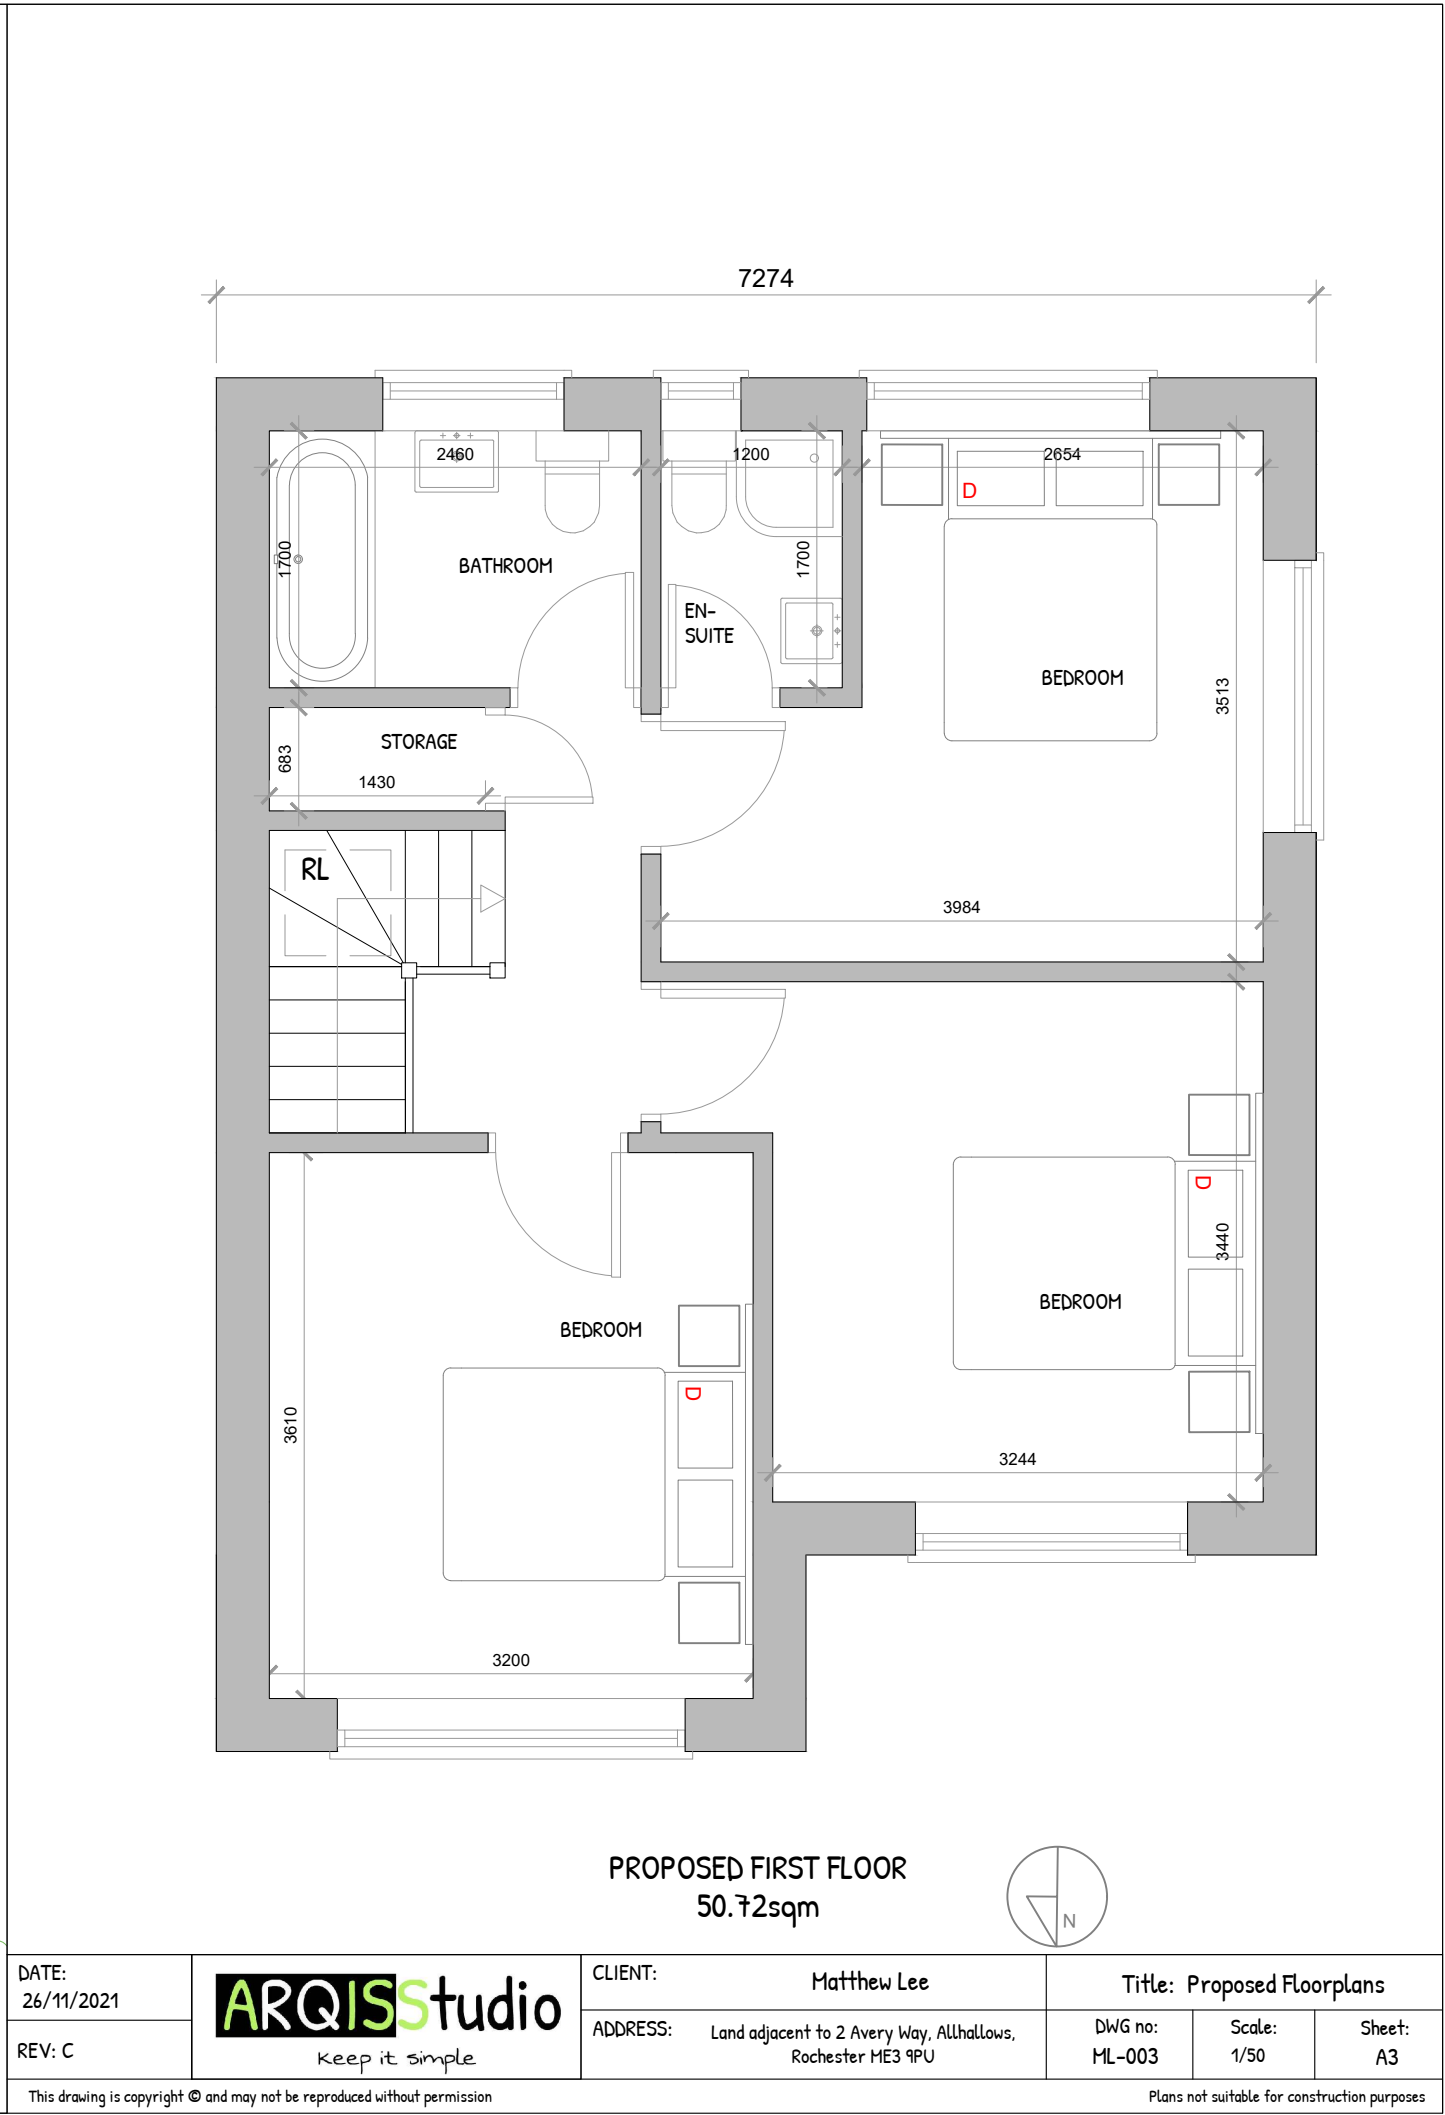 7274
2460
1200
2654
D
1700
1700
BATHROOM
EN-
SUITE
BEDROOM
3513
STORAGE
683
1430
RL
3984
D
3440
BEDROOM
BEDROOM
D
3610
3244
3200
PROPOSED FIRST FLOOR
50.72sqm
N
DATE:
26/11/2021
REV: C
ARQISStudio
Keep it simple
CLIENT:
Matthew Lee
ADDRESS:
Land adjacent to 2 Avery Way, Allhallows,
Rochester ME3 9PU
Title: Proposed Floorplans
DWG no:
ML-003
Scale:
1/50
Sheet:
A3
This drawing is copyright © and may not be reproduced without permission
Plans not suitable for construction purposes